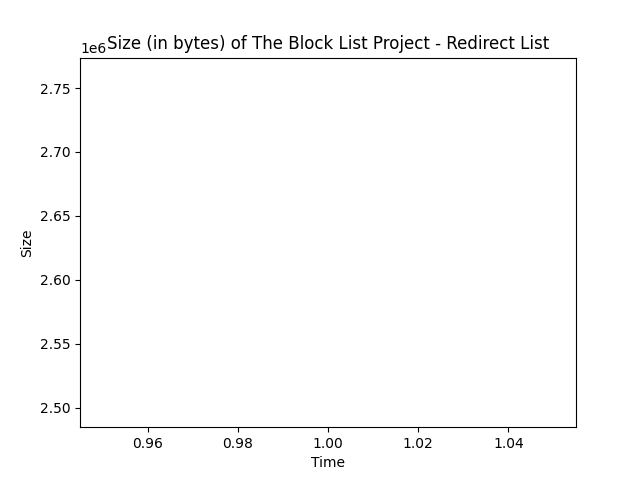 Size (in bytes) of The Block List Project - Redirect List
1e6
2.75
2.70
2.65
2.60
2.55
2.50
Size
0.96 0.98 1.00 1.02 1.04
Time